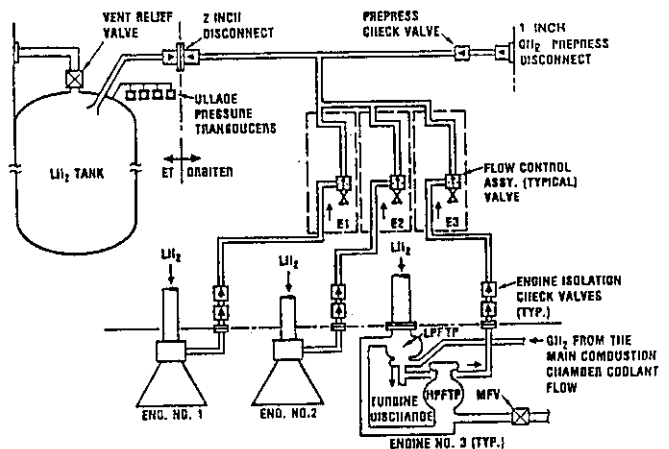 VENT RELIEF
VALVE
2 INCH
DISCONNECT
PREPRESS
CHECK VALVE
1 INCH
GH₂ PREPRESS
DISCONNECT
ULLAGE
PRESSURE
TRANSDUCERS
LH₂ TANK
ET
ORBITER
FLOW CONTROL
ASSY. (TYPICAL)
VALVE
E1
E2
E3
LH₂
LH₂
LH₂
ENGINE ISOLATION
CHECK VALVES
(TYP.)
LPFTP
GH₂ FROM THE
MAIN COMBUSTION
CHAMBER COOLANT
FLOW
TURBINE
DISCHARGE
HPFTP
MFV
ENG. NO. 1
ENG. NO.2
ENGINE NO. 3 (TYP.)